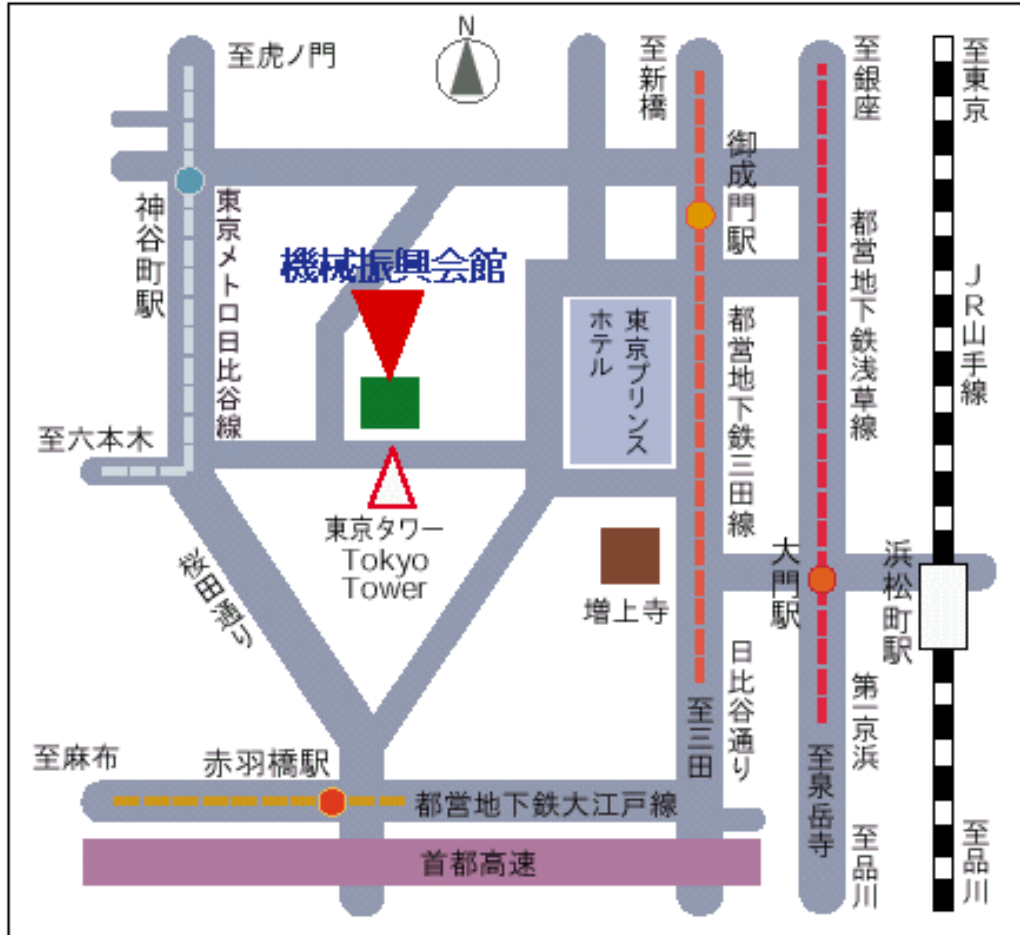 N
至虎ノ門
至新橋
至銀座
至東京
神谷町駅
東京メトロ日比谷線
機械振興会館
御成門駅
都営地下鉄浅草線
JR山手線
東京プリンス
ホテル
都営地下鉄三田線
至六本木
東京タワー
Tokyo
Tower
桜田通り
増上寺
大門駅
浜松町駅
日比谷通り
至三田
第一京浜
至泉岳寺
至麻布
赤羽橋駅
都営地下鉄大江戸線
首都高速
至品川
至品川